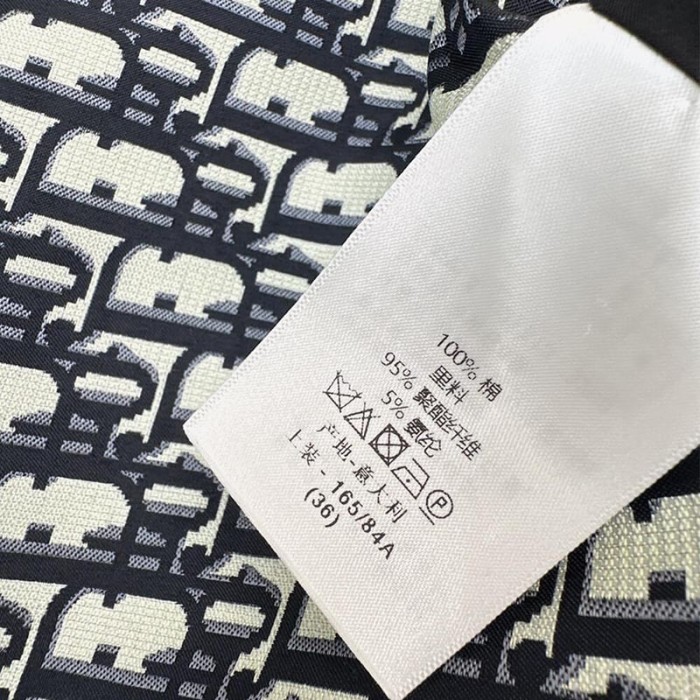 100% 棉
里料
95% 聚酯纤维
5% 氨纶
P
产地-意大利
上装 - 165/84A
(36)